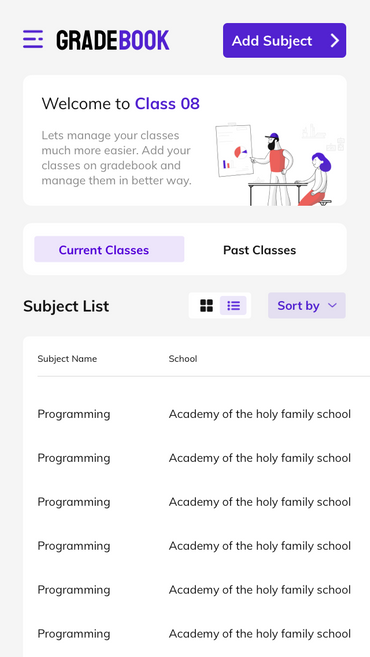 GRADEBOOK
Add Subject
Welcome to Class 08
Lets manage your classes
much more easier. Add your
classes on gradebook and
manage them in better way.
Current Classes
Past Classes
Subject List
Sort by
Subject Name School
Programming Academy of the holy family school
Programming Academy of the holy family school
Programming Academy of the holy family school
Programming Academy of the holy family school
Programming Academy of the holy family school
Programming Academy of the holy family school